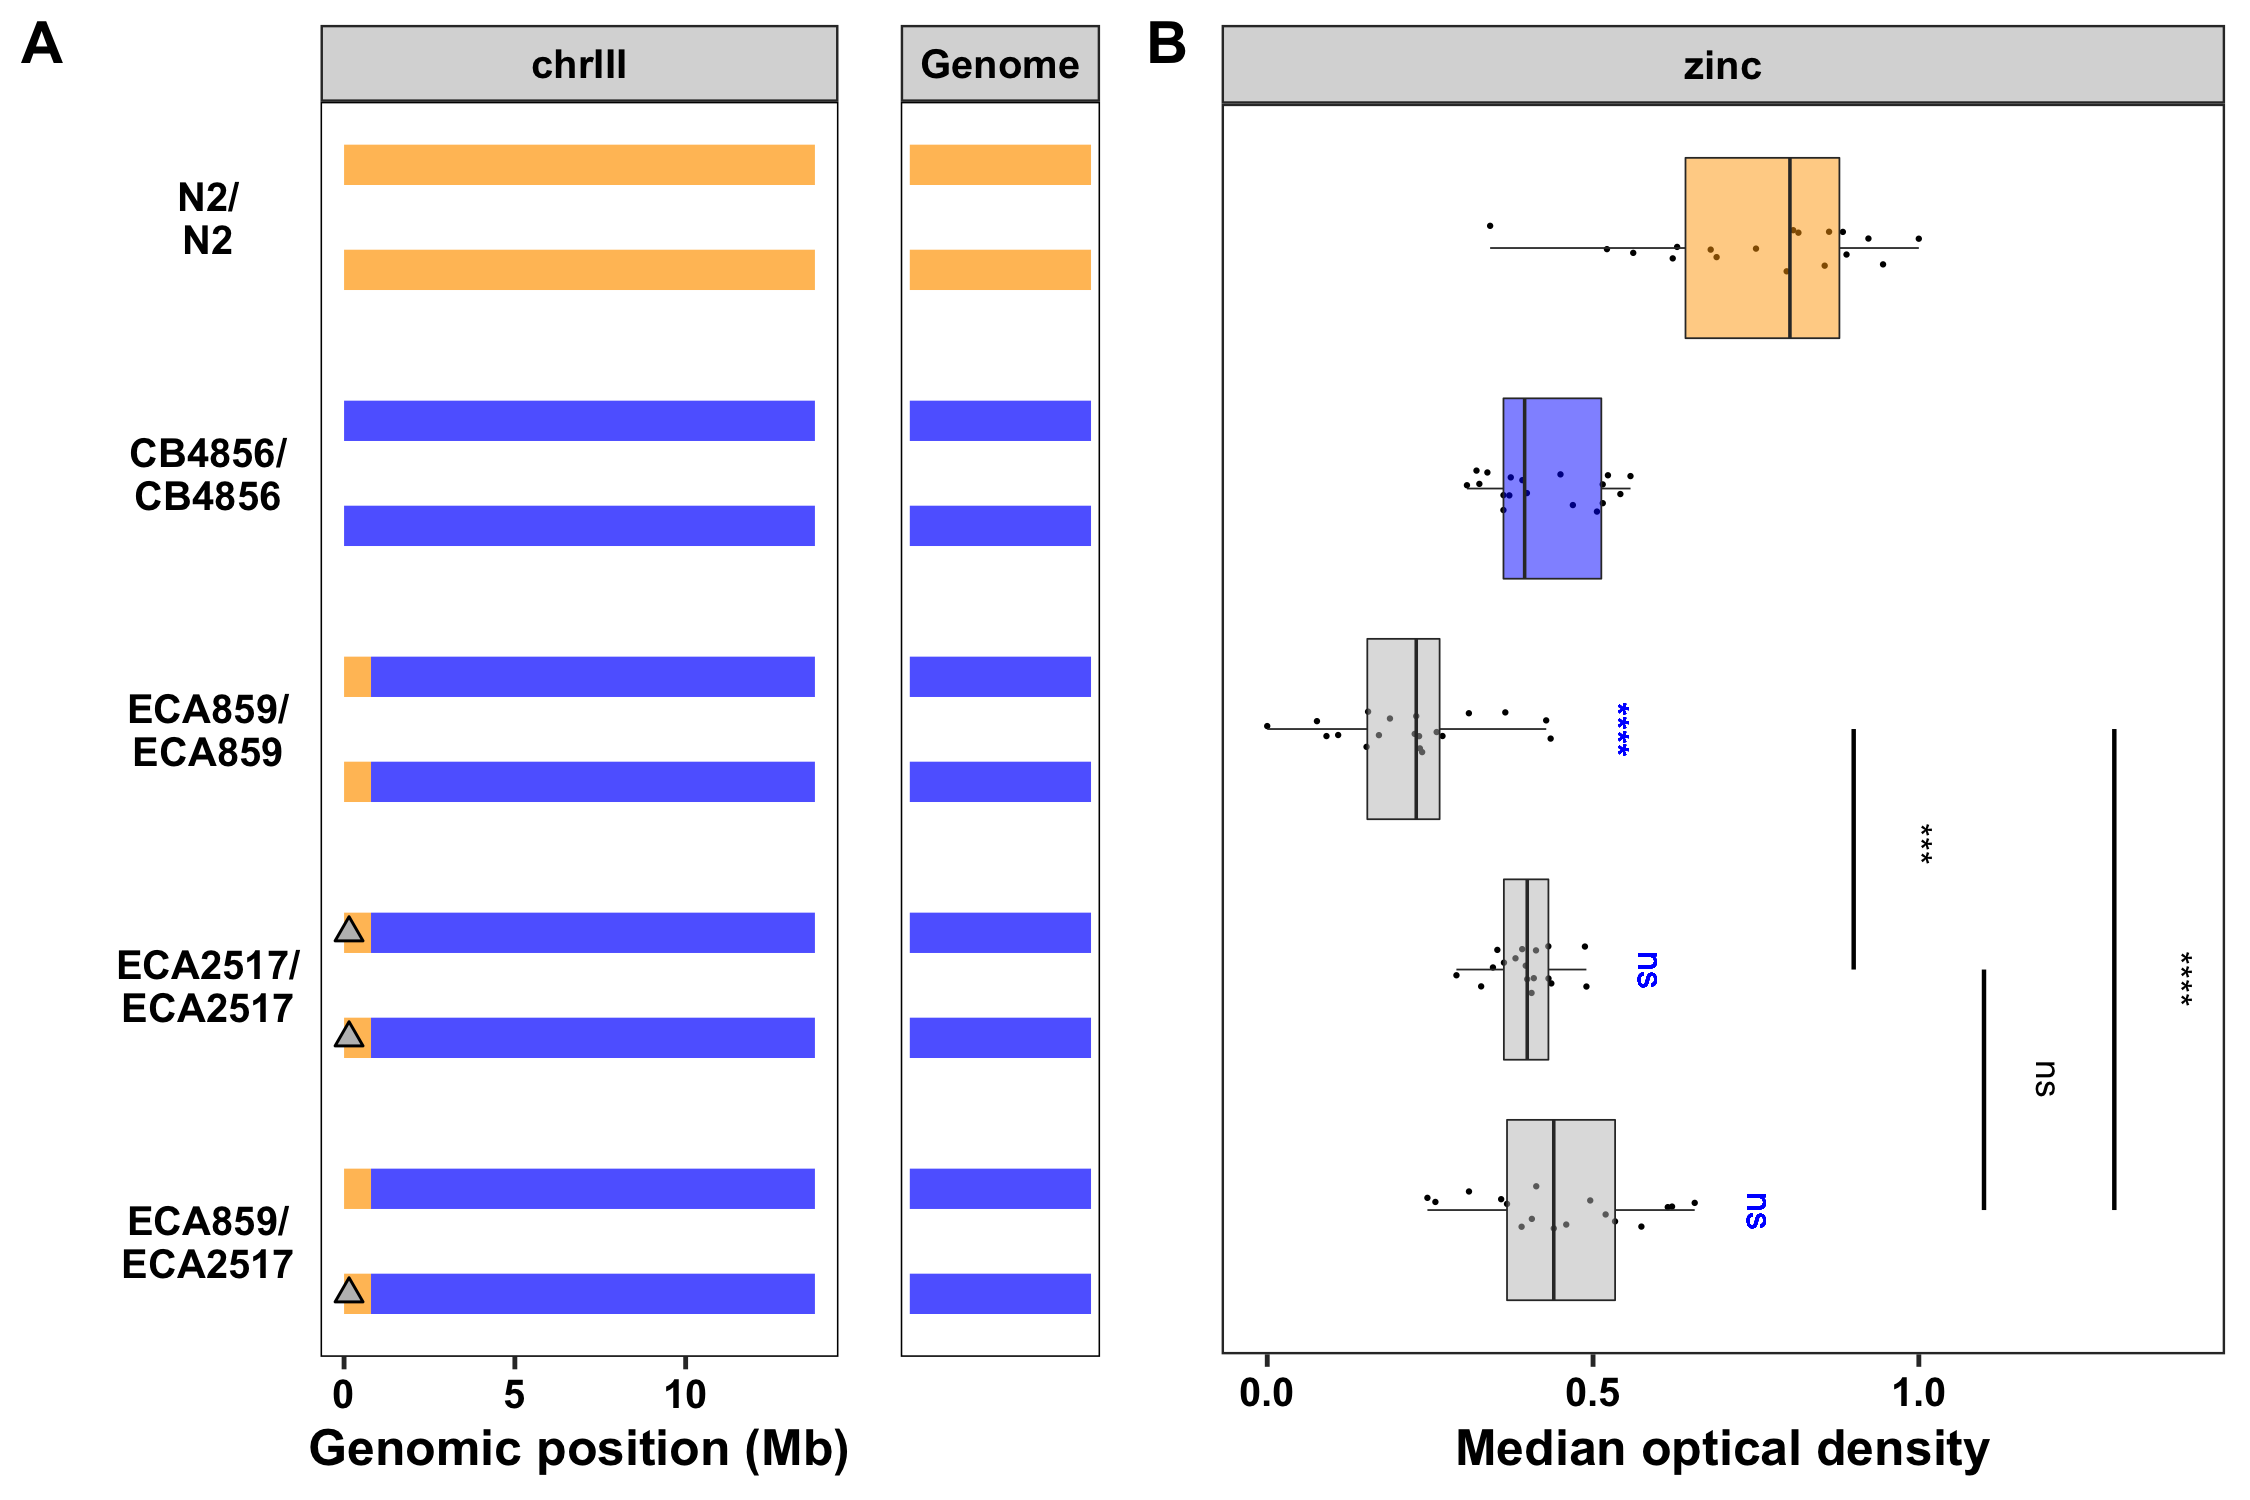 A
chrIII
Genome
N2/
N2
CB4856/
CB4856
ECA859/
ECA859
ECA2517/
ECA2517
ECA859/
ECA2517
0
5
10
Genomic position (Mb)
B
zinc
****
***
ns
****
ns
ns
0.0
0.5
1.0
Median optical density